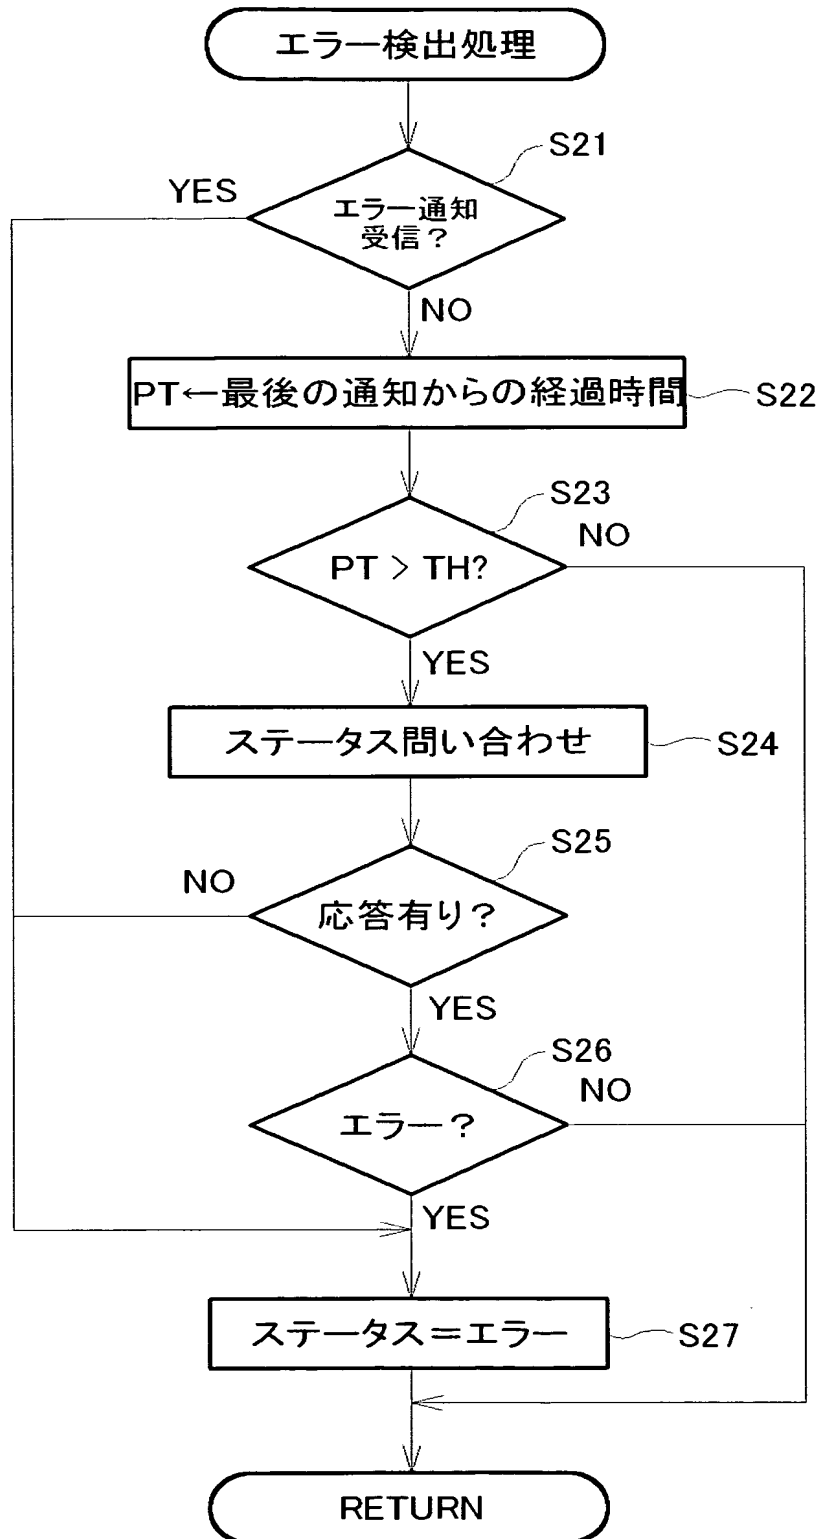 エラー検出処理
S21
YES
エラー通知
受信?
NO
PT←最後の通知からの経過時間
S22
S23
NO
PT > TH?
YES
ステータス問い合わせ
S24
S25
NO
応答有り?
YES
S26
NO
エラー?
YES
ステータス=エラー
S27
RETURN